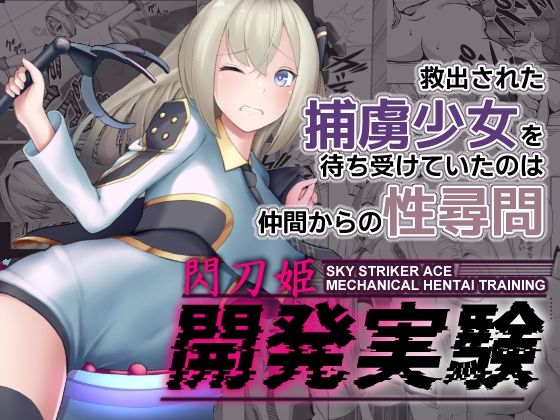 救出された
捕虜少女を
待ち受けていたのは
仲間からの性尋問
閃刀姫
SKY STRIKER ACE
MECHANICAL HENTAI TRAINING
開発実験